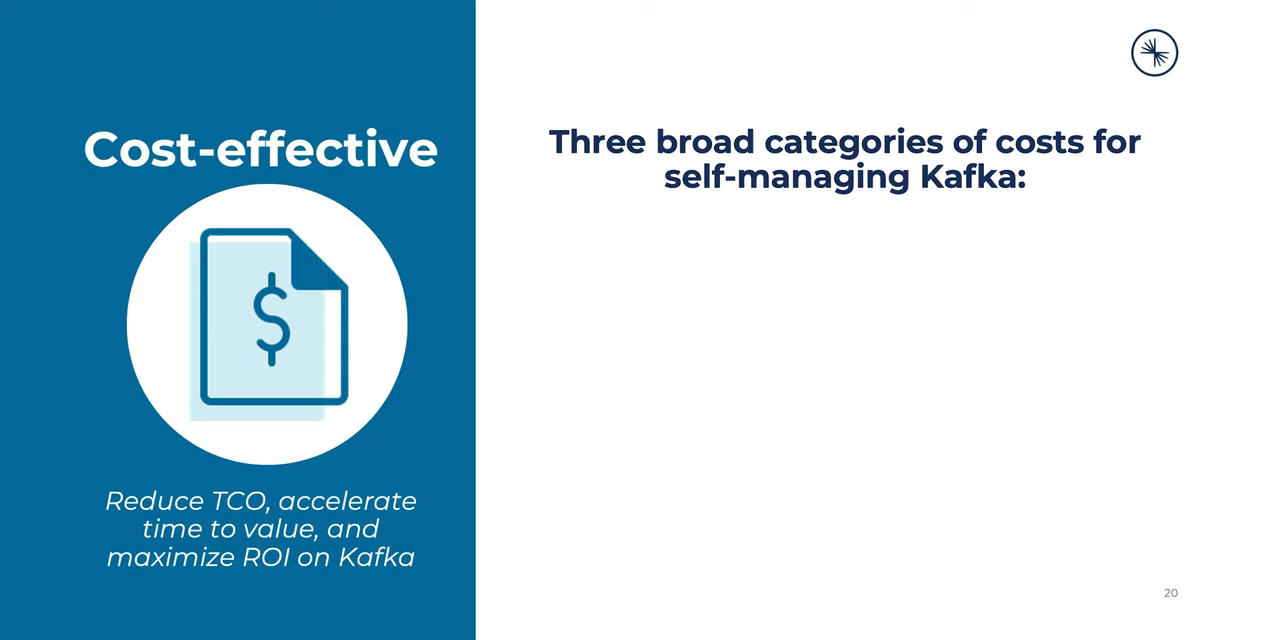 Cost-effective
$
Reduce TCO, accelerate
time to value, and
maximize ROI on Kafka
Three broad categories of costs for
self-managing Kafka:
20